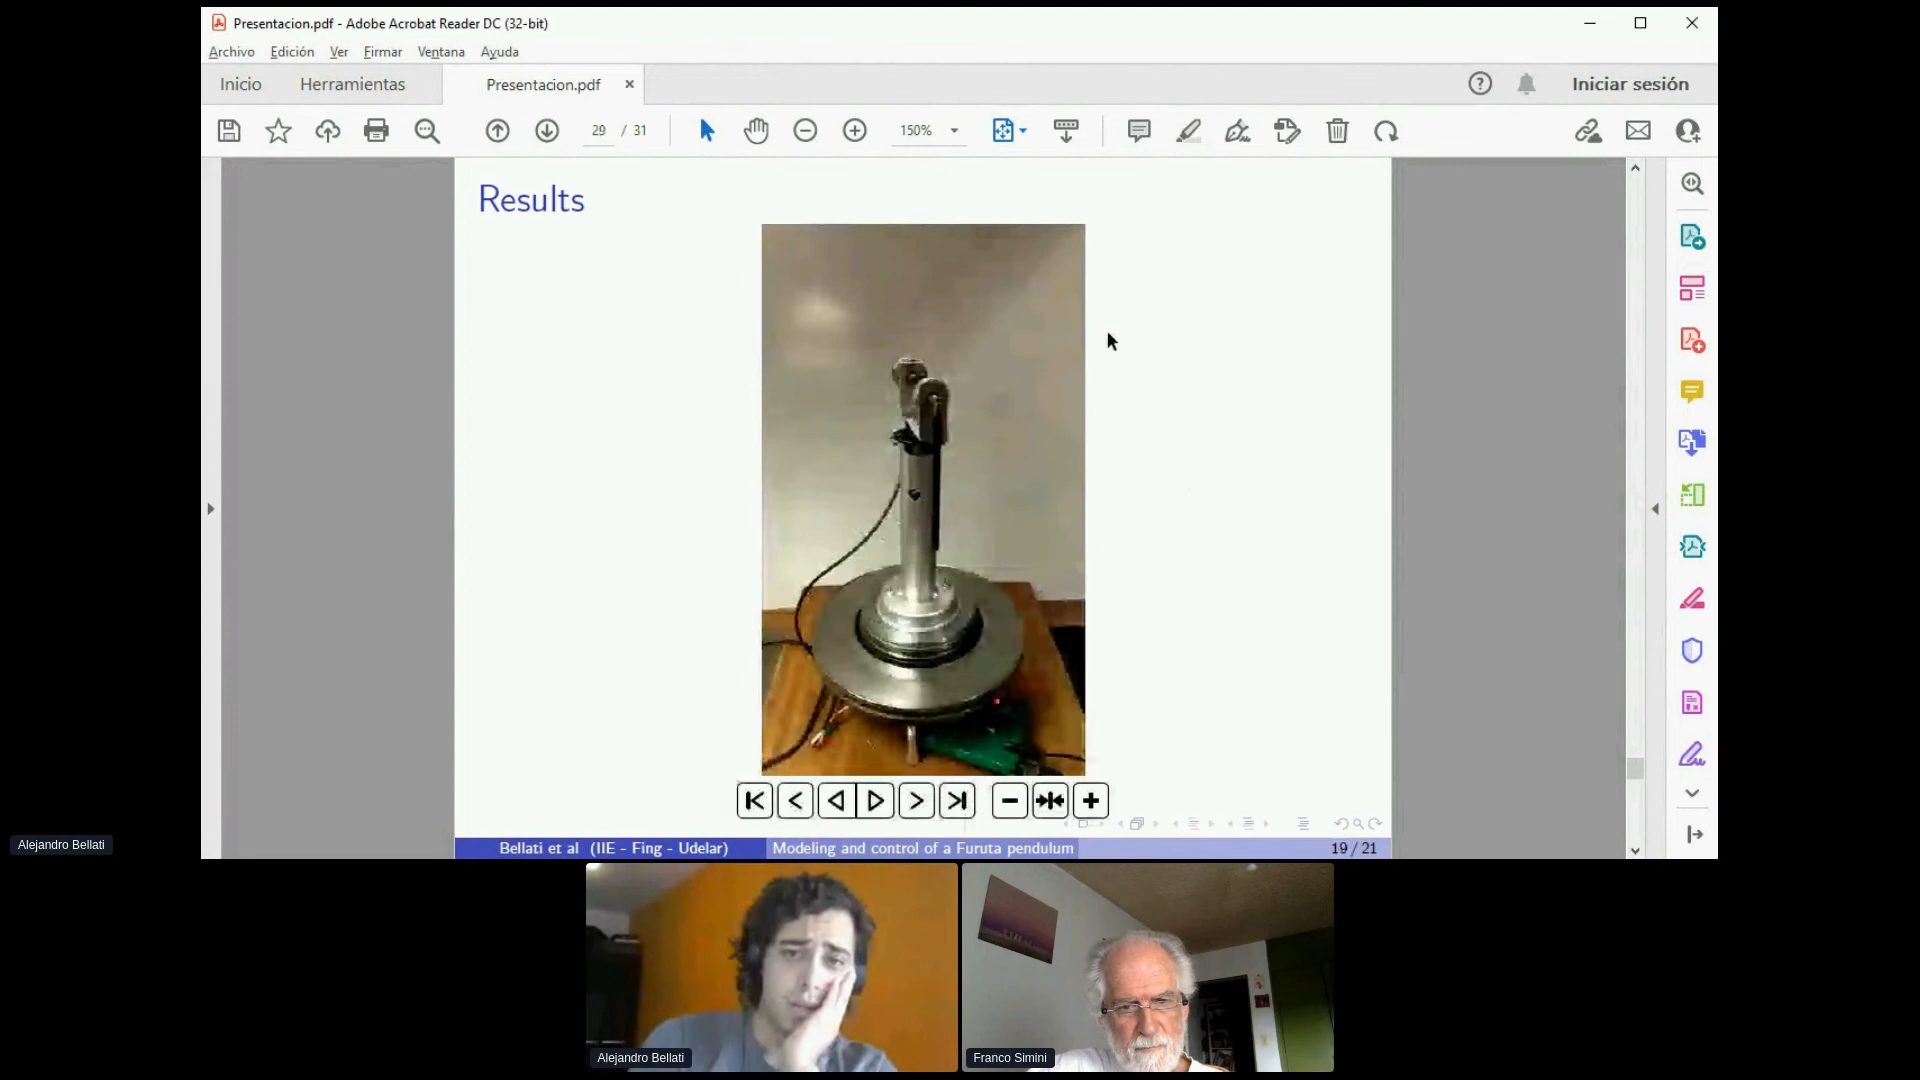 Presentacion.pdf - Adobe Acrobat Reader DC (32-bit)
Archivo Edición Ver Firmar Ventana Ayuda
Inicio Herramientas Presentacion.pdf Iniciar sesión
29 / 31 150%
Results
Bellati et al (IIE - Fing - Udelar) Modeling and control of a Furuta pendulum 19 / 21
Alejandro Bellati
Alejandro Bellati
Franco Simini